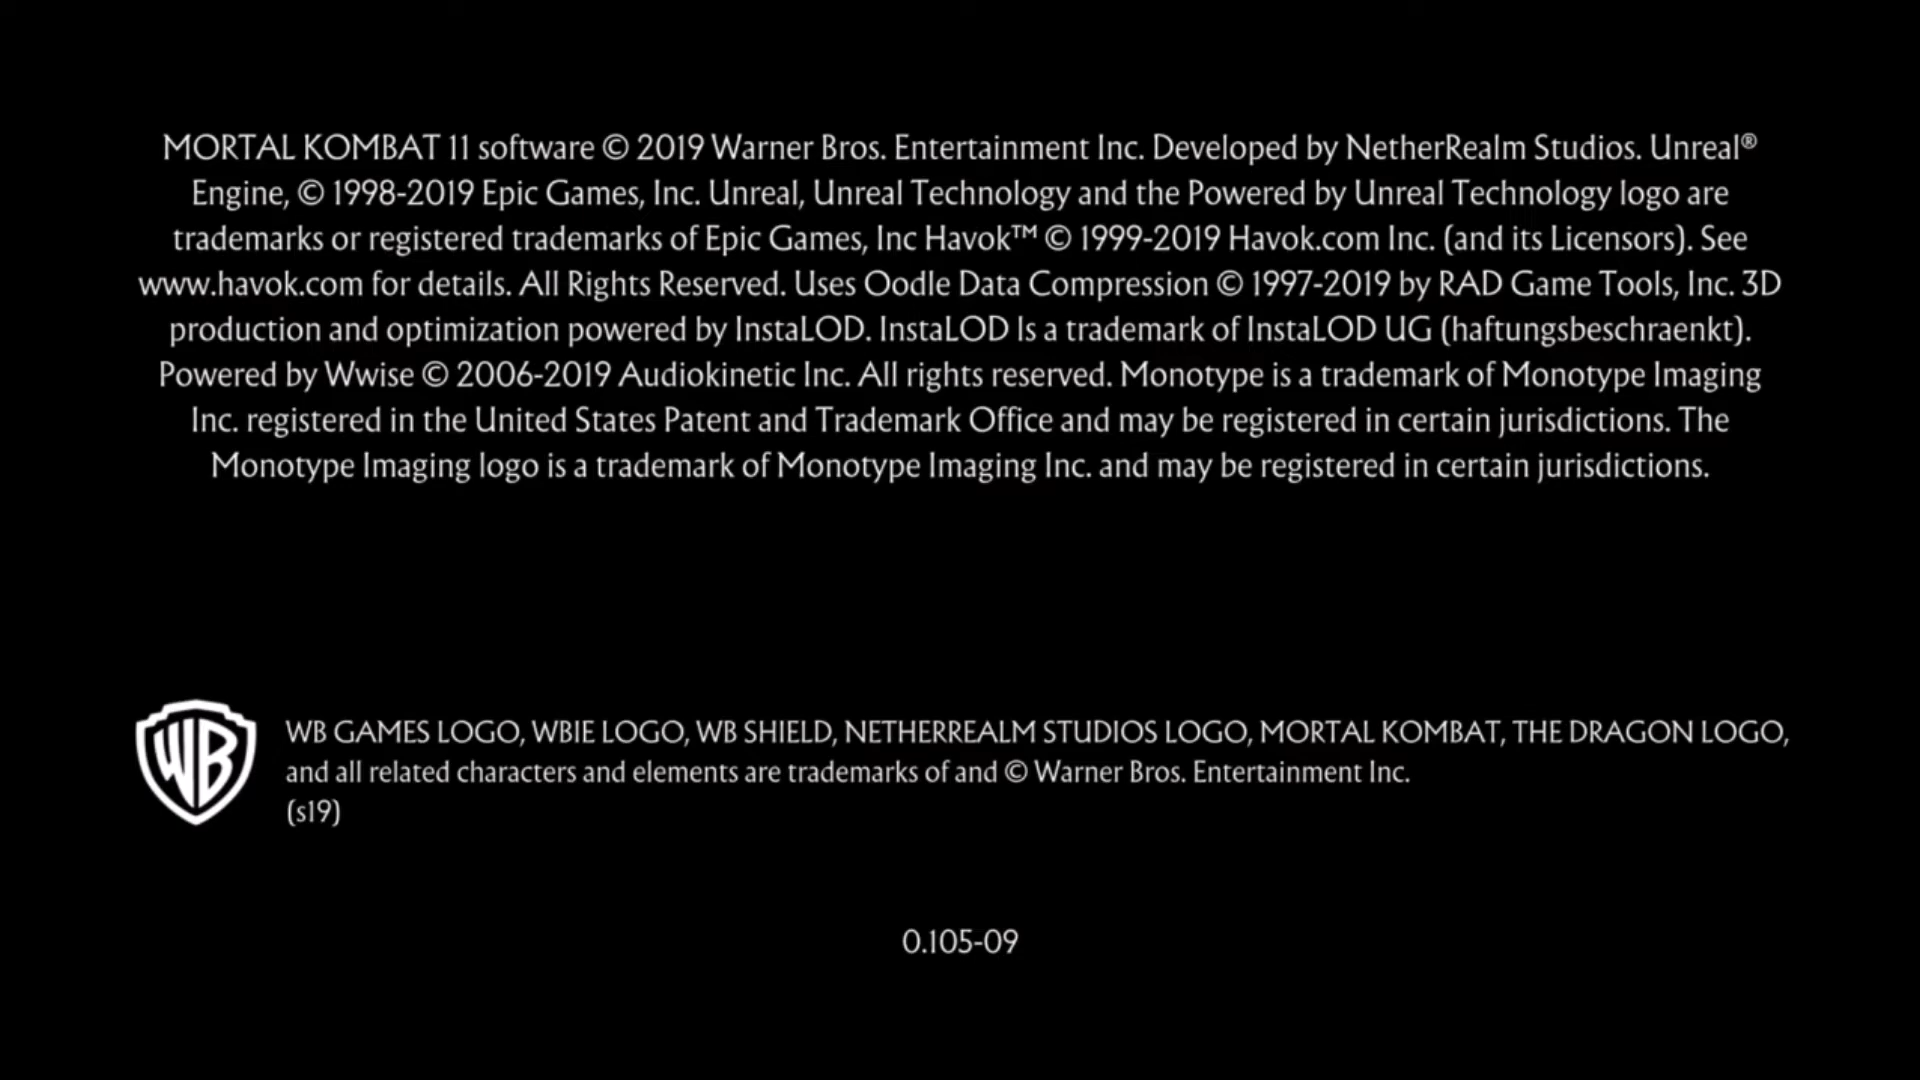 MORTAL KOMBAT 11 software © 2019 Warner Bros. Entertainment Inc. Developed by NetherRealm Studios. Unreal®
Engine, © 1998-2019 Epic Games, Inc. Unreal, Unreal Technology and the Powered by Unreal Technology logo are
trademarks or registered trademarks of Epic Games, Inc Havok™ © 1999-2019 Havok.com Inc. (and its Licensors). See
www.havok.com for details. All Rights Reserved. Uses Oodle Data Compression © 1997-2019 by RAD Game Tools, Inc. 3D
production and optimization powered by InstaLOD. InstaLOD Is a trademark of InstaLOD UG (haftungsbeschraenkt).
Powered by Wwise © 2006-2019 Audiokinetic Inc. All rights reserved. Monotype is a trademark of Monotype Imaging
Inc. registered in the United States Patent and Trademark Office and may be registered in certain jurisdictions. The
Monotype Imaging logo is a trademark of Monotype Imaging Inc. and may be registered in certain jurisdictions.
WB
WB GAMES LOGO, WBIE LOGO, WB SHIELD, NETHERREALM STUDIOS LOGO, MORTAL KOMBAT, THE DRAGON LOGO,
and all related characters and elements are trademarks of and © Warner Bros. Entertainment Inc.
(s19)
0.105-09